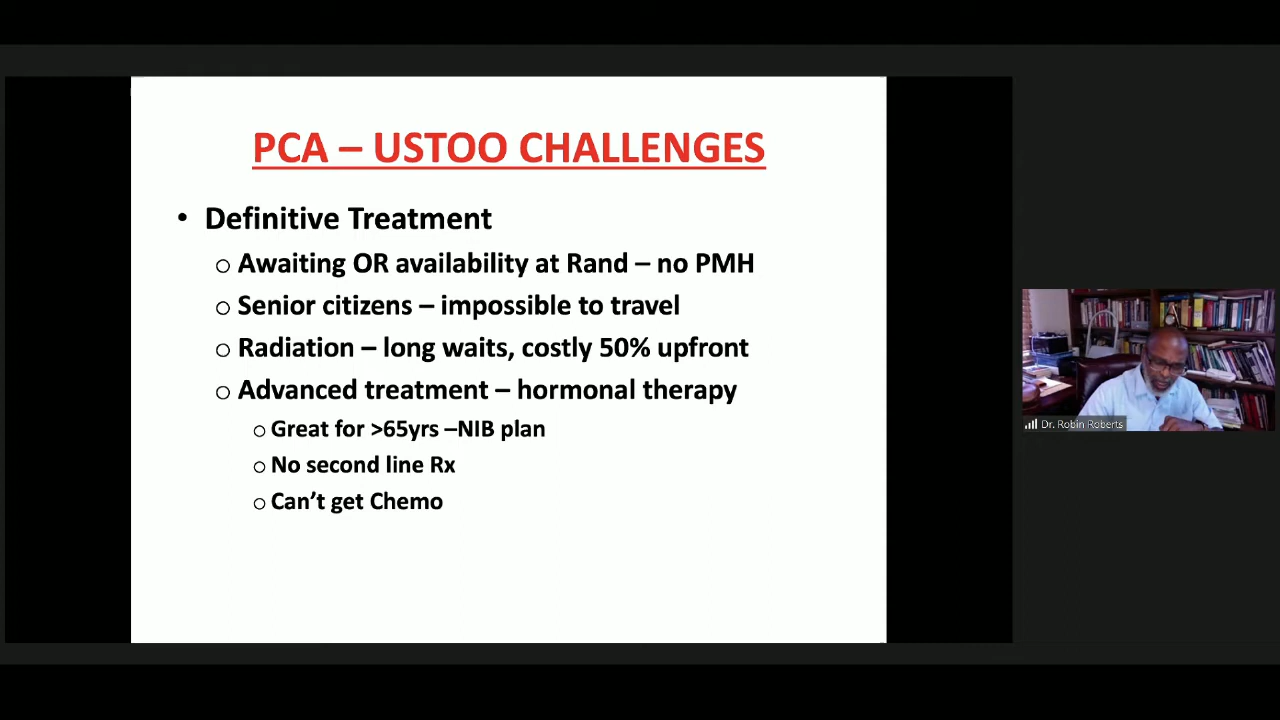 PCA – USTOO CHALLENGES
• Definitive Treatment
o Awaiting OR availability at Rand – no PMH
o Senior citizens – impossible to travel
o Radiation – long waits, costly 50% upfront
o Advanced treatment – hormonal therapy
o Great for >65yrs –NIB plan
o No second line Rx
o Can’t get Chemo
Dr. Robin Roberts